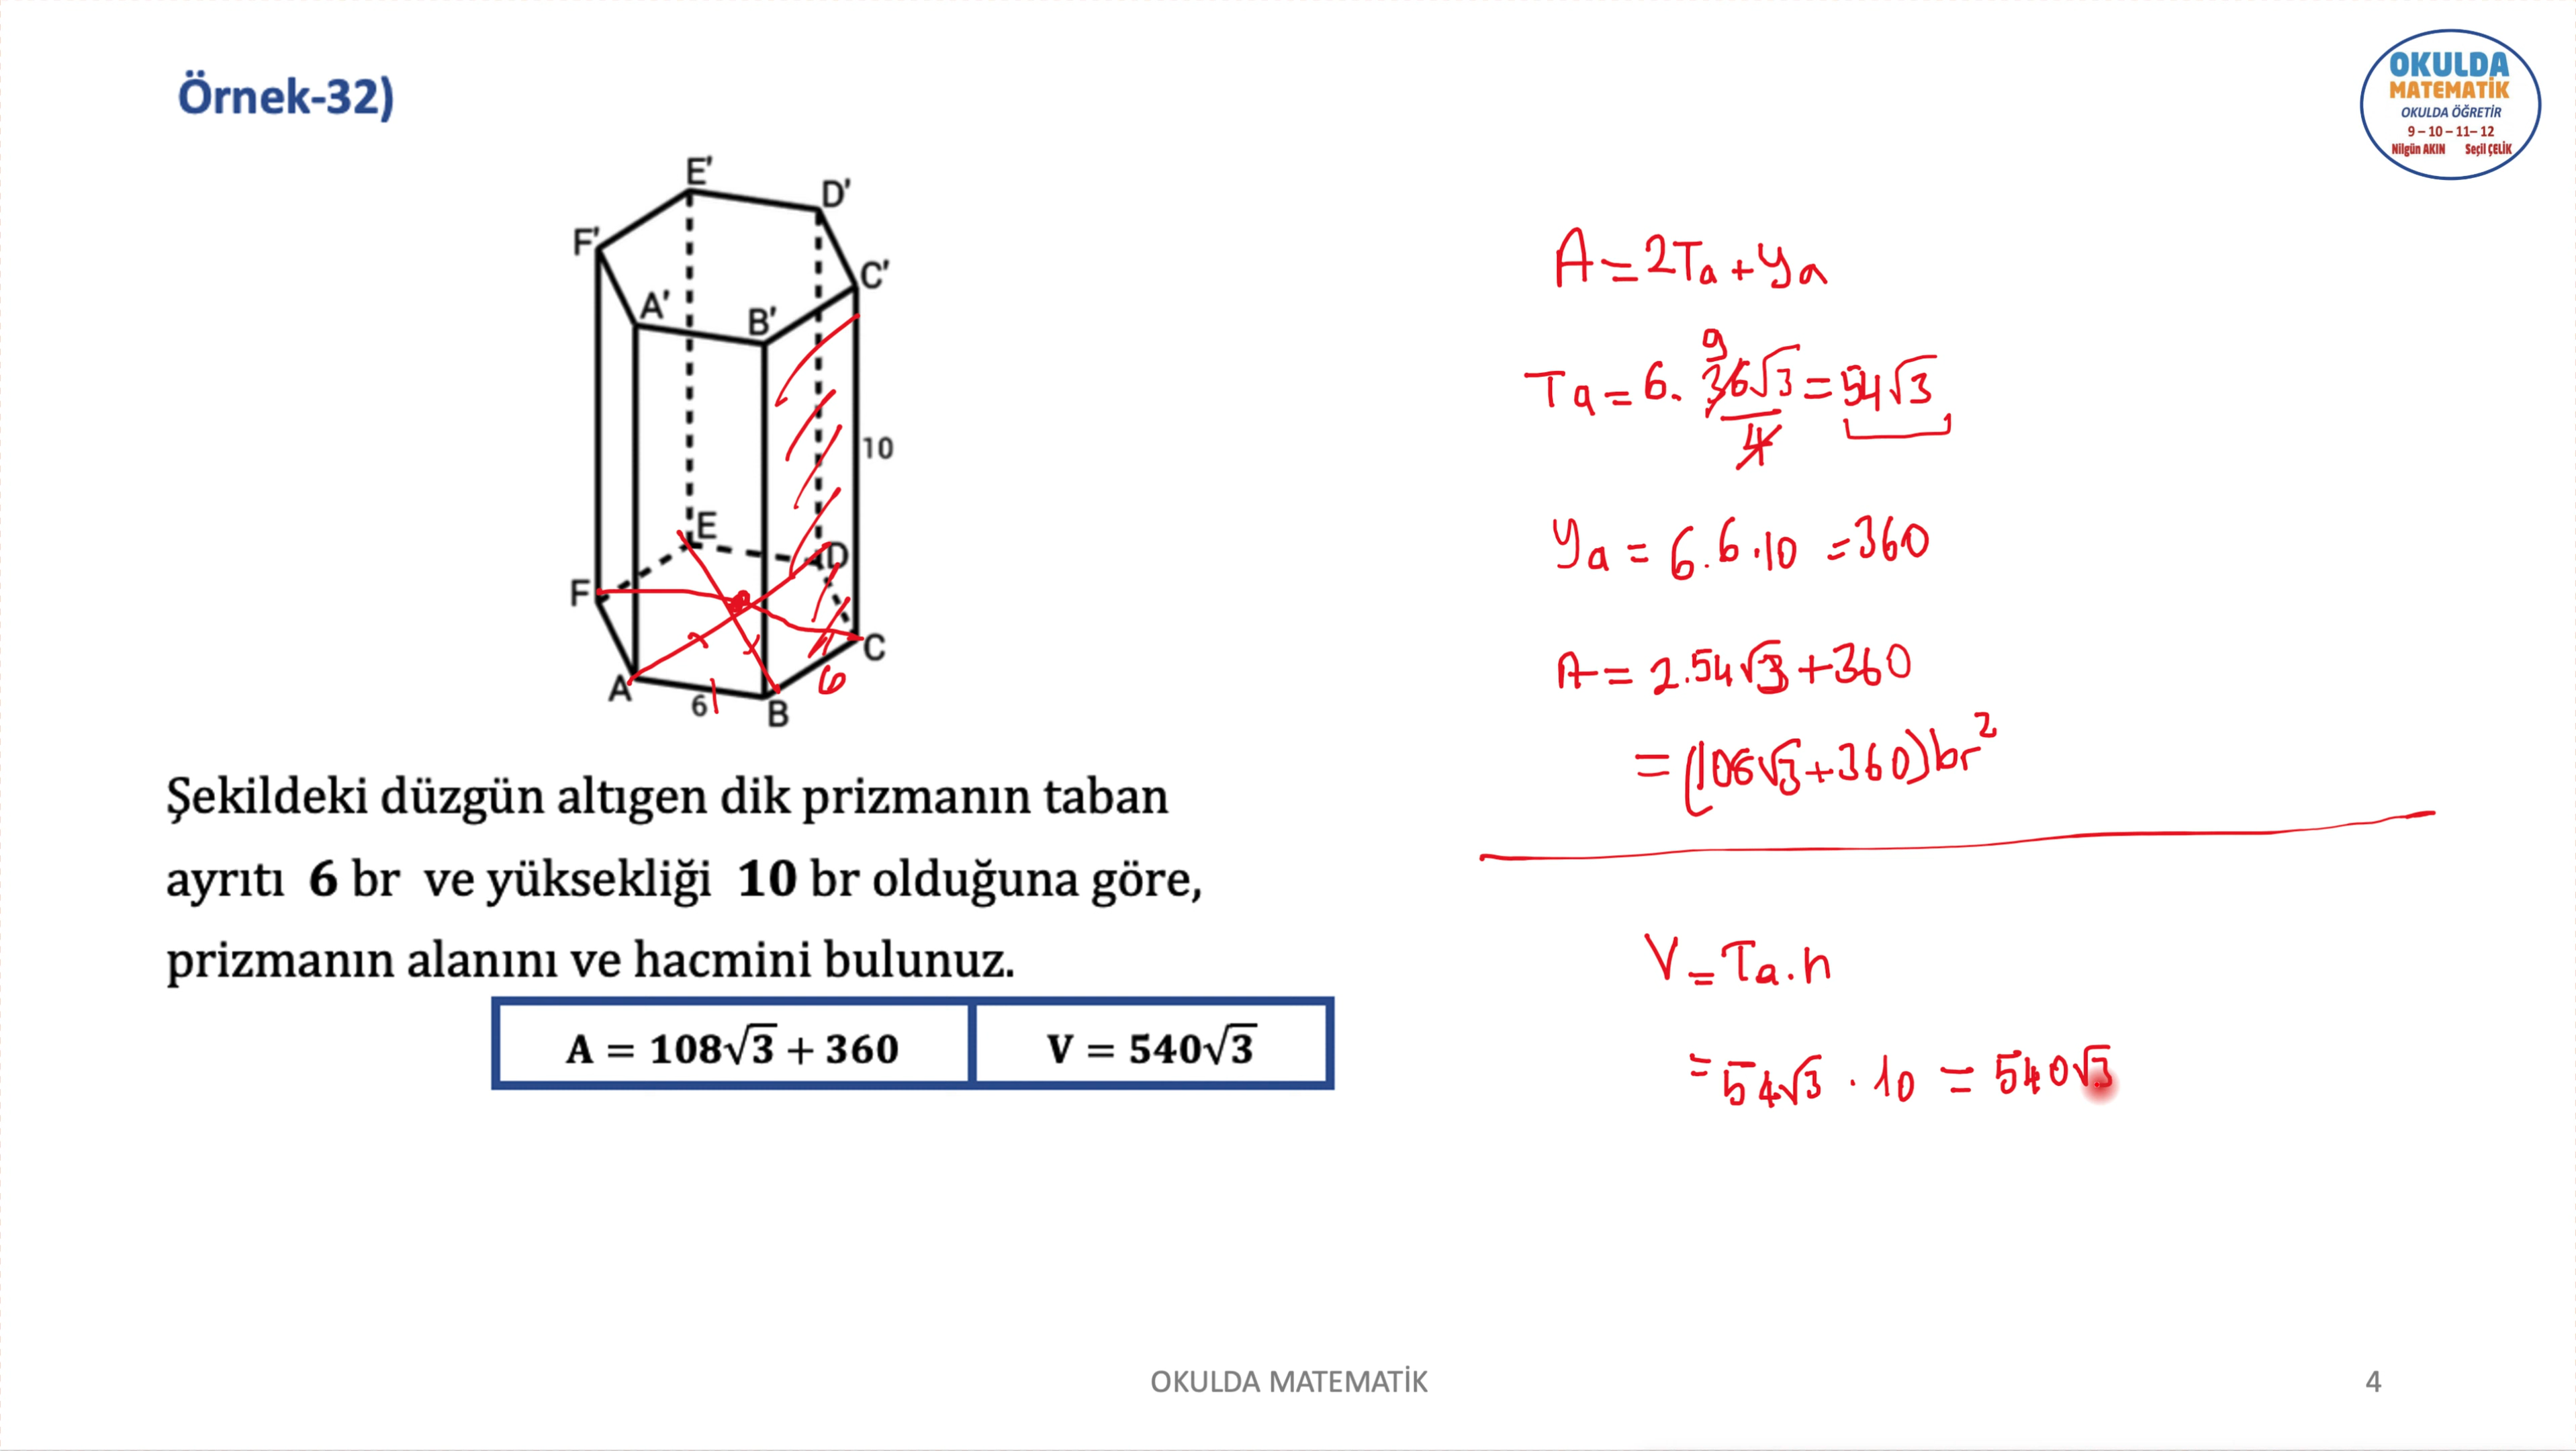 Örnek-32)
OKULDA
MATEMATİK
OKULDA ÖĞRETİR
9 – 10 – 11– 12
Nilgün AKIN Seçil ÇELİK
E'
D'
F'
C'
A'
B'
10
E
D
F
C
A
6
B
6
Şekildeki düzgün altıgen dik prizmanın taban
ayrıtı 6 br ve yüksekliği 10 br olduğuna göre,
prizmanın alanını ve hacmini bulunuz.
A = 108√3 + 360
V = 540√3
A = 2Ta + ya
9
Ta = 6. 36√3/4 = 54√3
ya = 6.6.10 = 360
A = 2.54√3 + 360
= (106√3 + 360)br²
V = Ta.h
= 54√3 . 10 = 540√3
OKULDA MATEMATİK
4